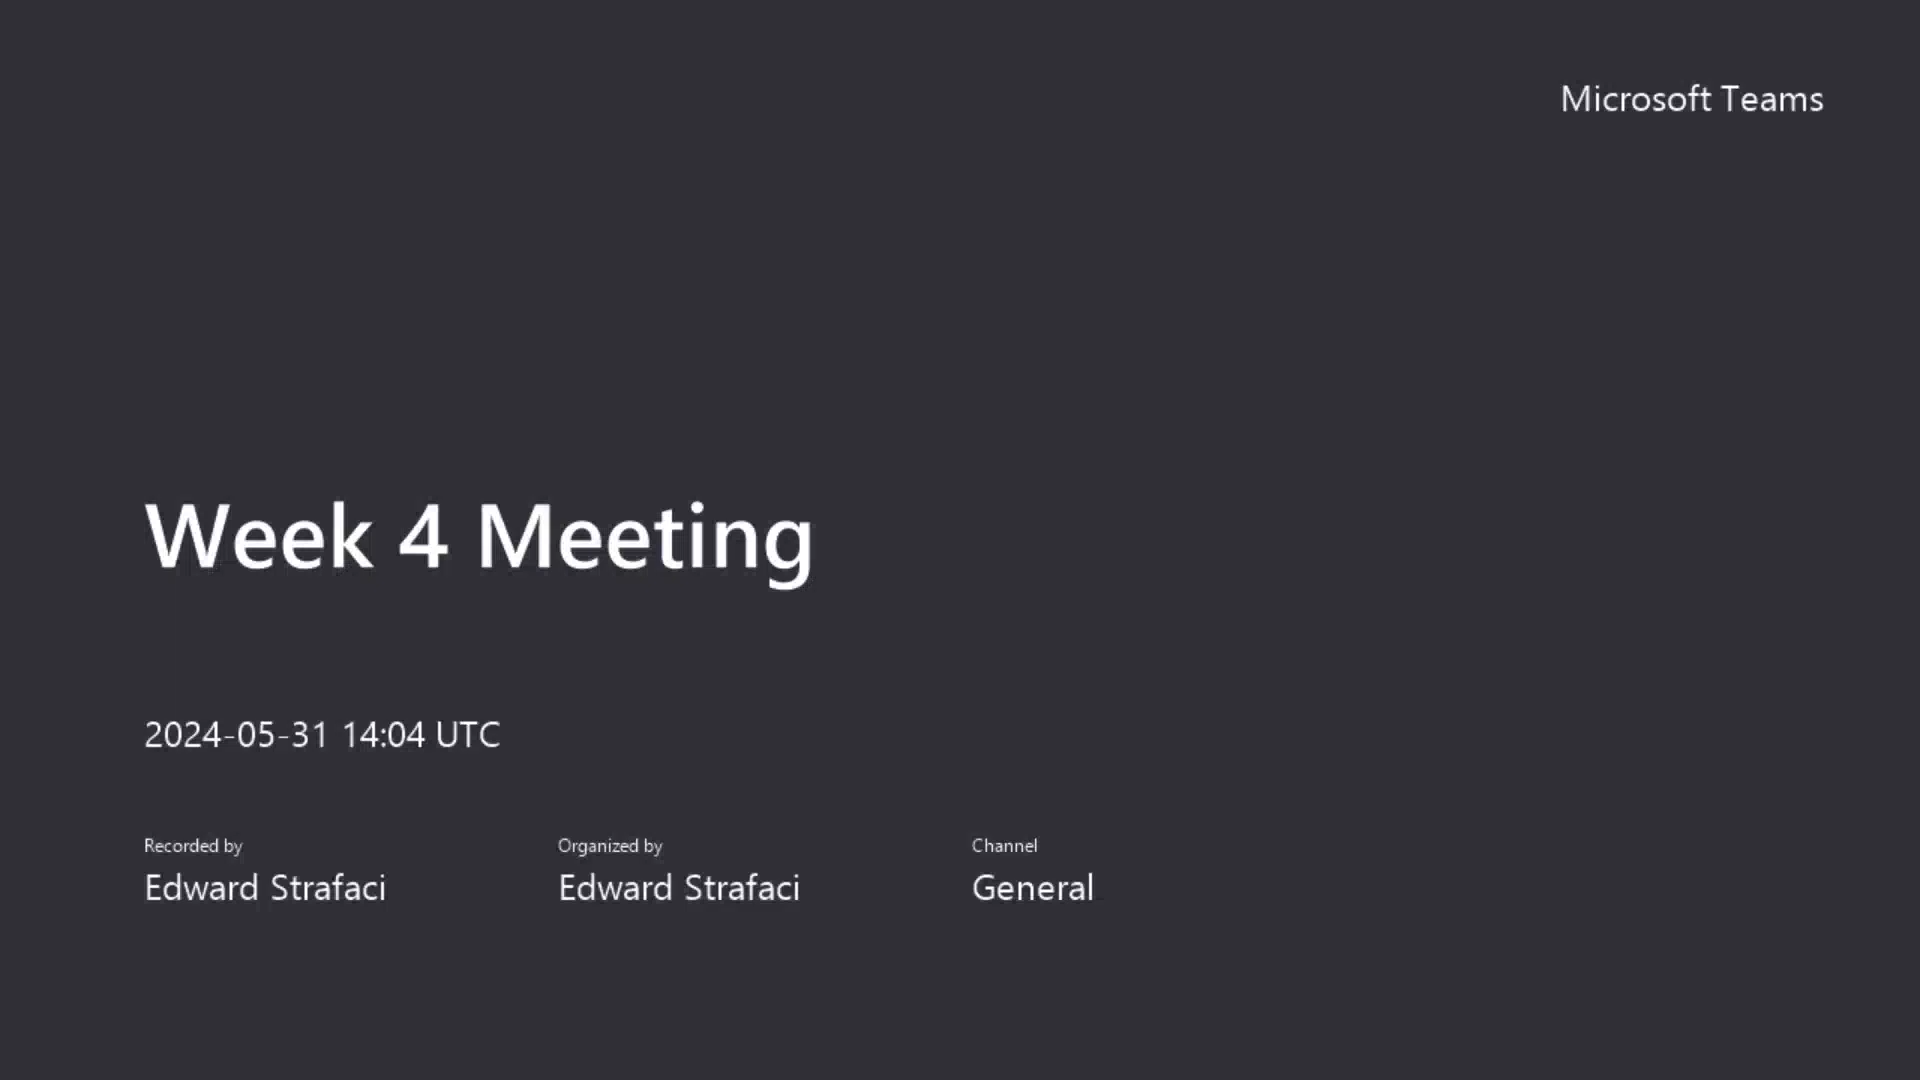 Microsoft Teams
Week 4 Meeting
2024-05-31 14:04 UTC
Recorded by
Edward Strafaci
Organized by
Edward Strafaci
Channel
General